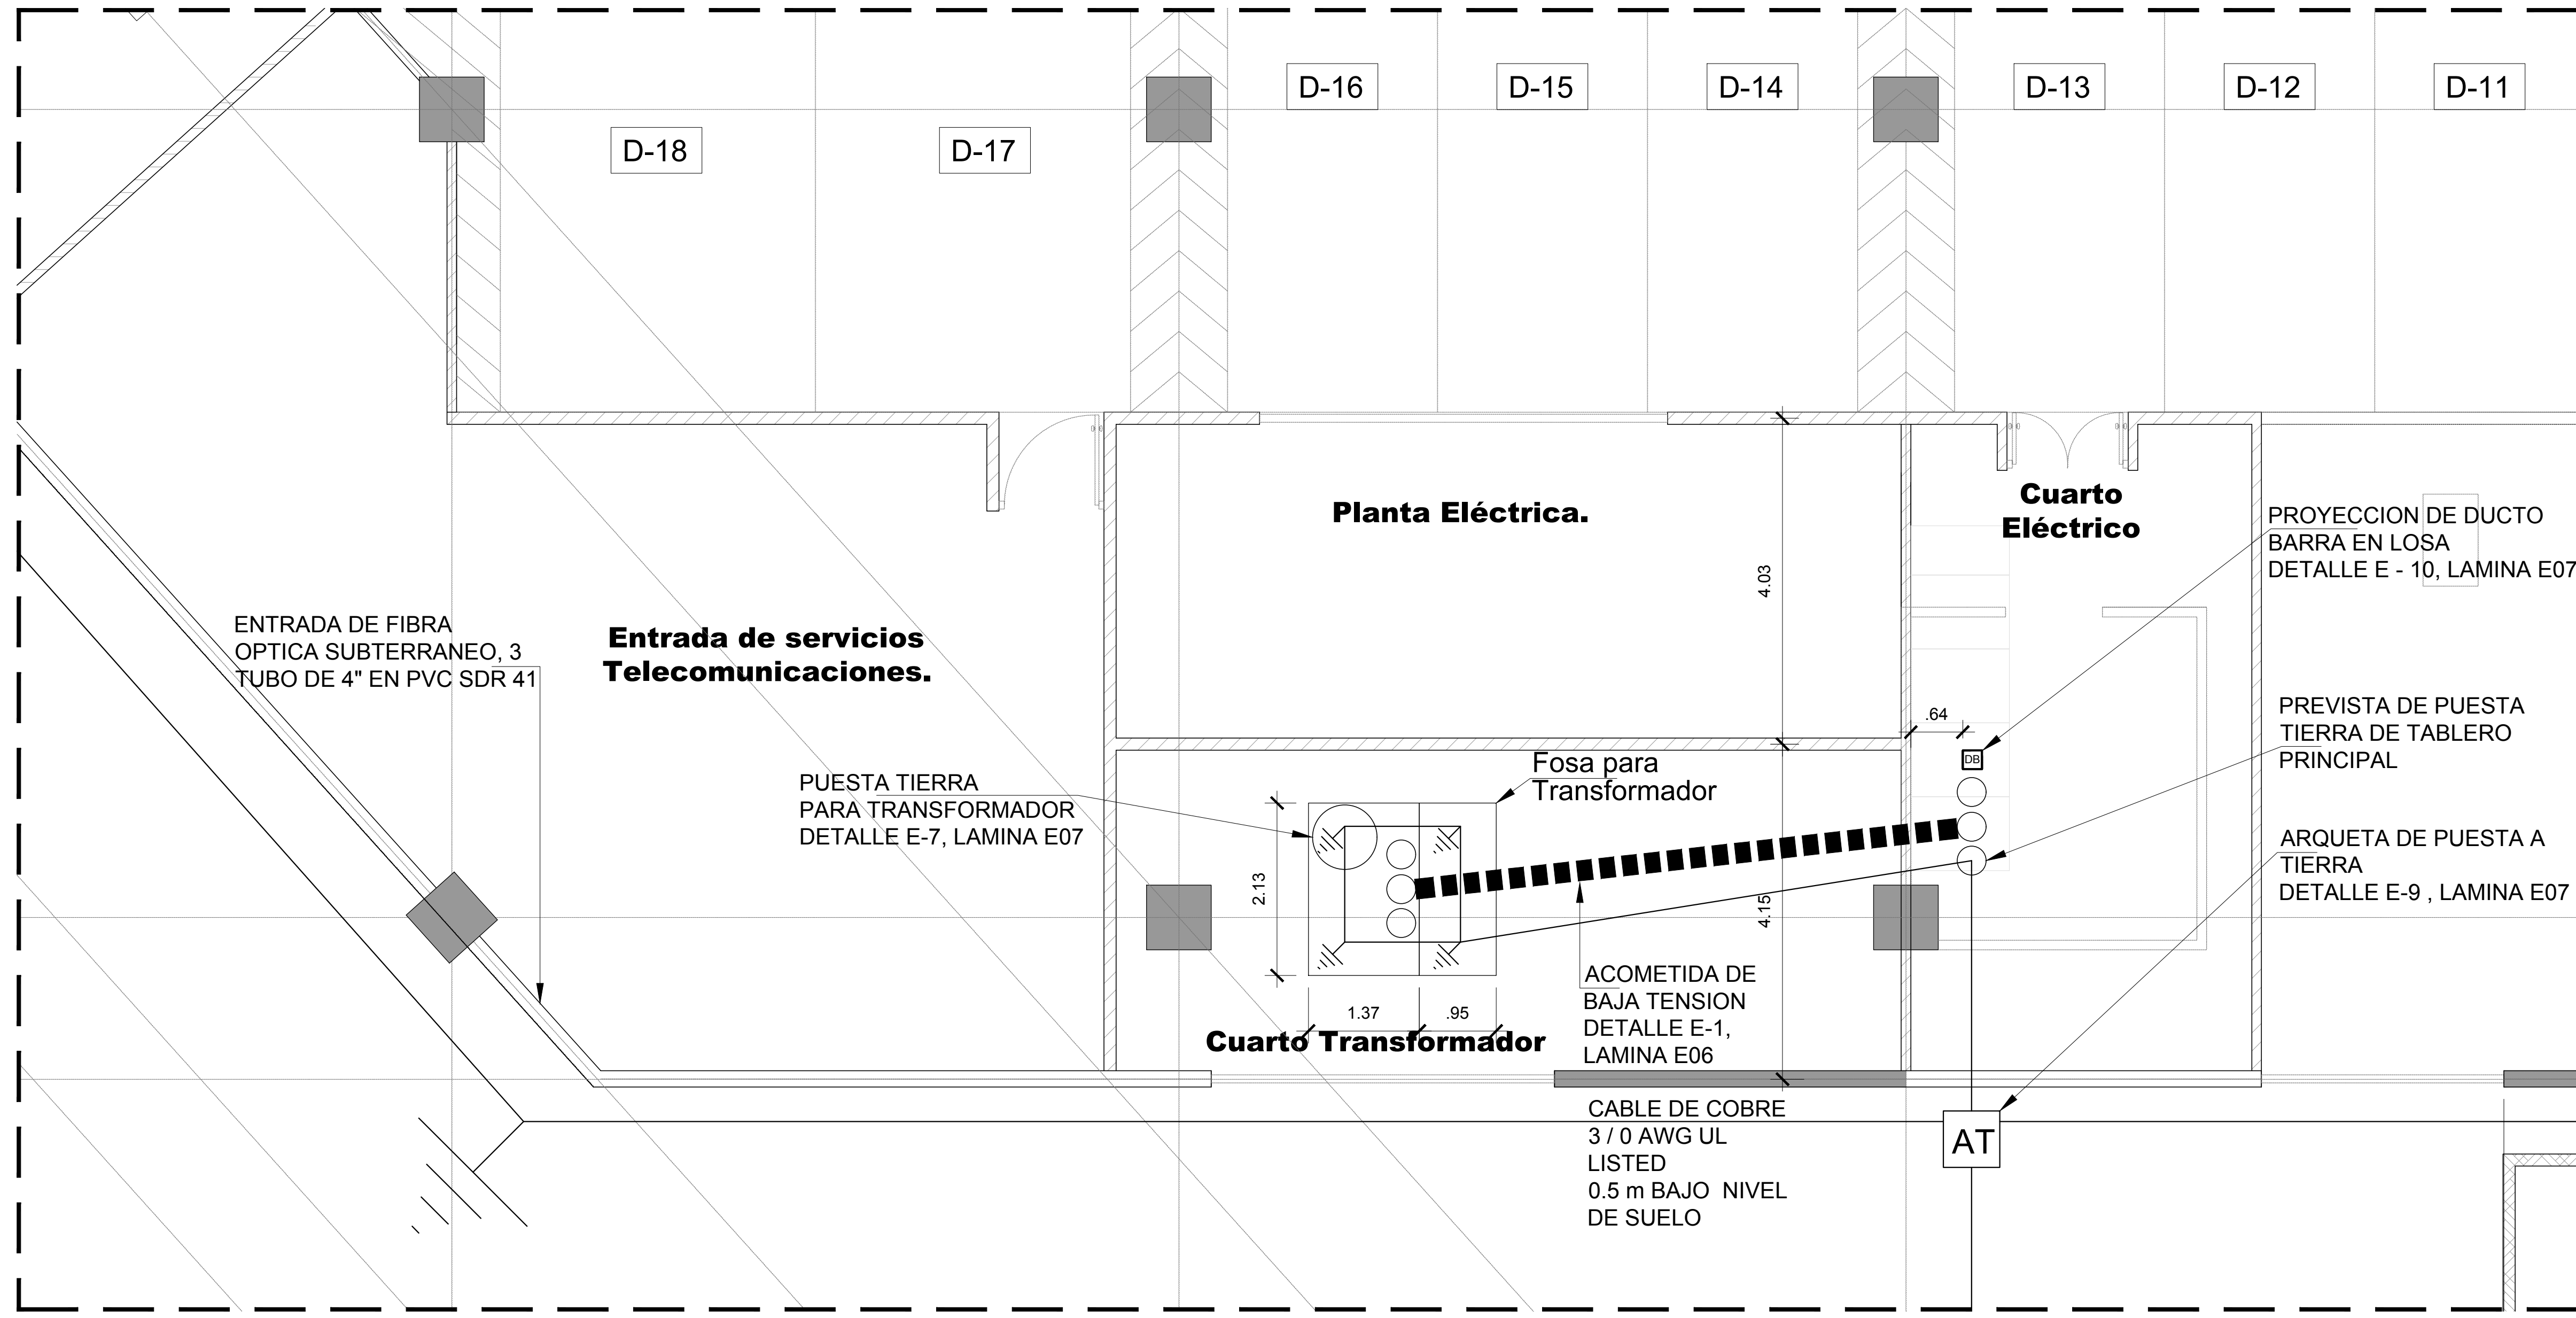 D-16
D-15
D-14
D-13
D-12
D-11
D-18
D-17
Planta Eléctrica.
Cuarto
Eléctrico
PROYECCION DE DUCTO
BARRA EN LOSA
DETALLE E - 10, LAMINA E07
4.03
ENTRADA DE FIBRA
OPTICA SUBTERRANEO, 3
TUBO DE 4" EN PVC SDR 41
Entrada de servicios
Telecomunicaciones.
.64
DB
PREVISTA DE PUESTA
TIERRA DE TABLERO
PRINCIPAL
Fosa para
Transformador
PUESTA TIERRA
PARA TRANSFORMADOR
DETALLE E-7, LAMINA E07
2.13
4.15
ARQUETA DE PUESTA A
TIERRA
DETALLE E-9 , LAMINA E07
ACOMETIDA DE
BAJA TENSION
DETALLE E-1,
LAMINA E06
1.37
.95
Cuarto Transformador
CABLE DE COBRE
3 / 0 AWG UL
LISTED
0.5 m BAJO  NIVEL
DE SUELO
AT